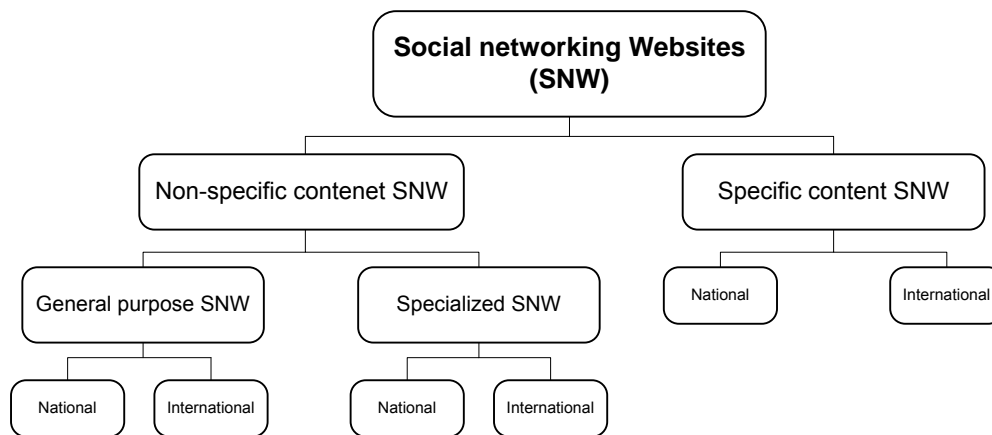 Social networking Websites
(SNW)
Non-specific contenet SNW
Specific content SNW
General purpose SNW
Specialized SNW
National
International
National
International
National
International